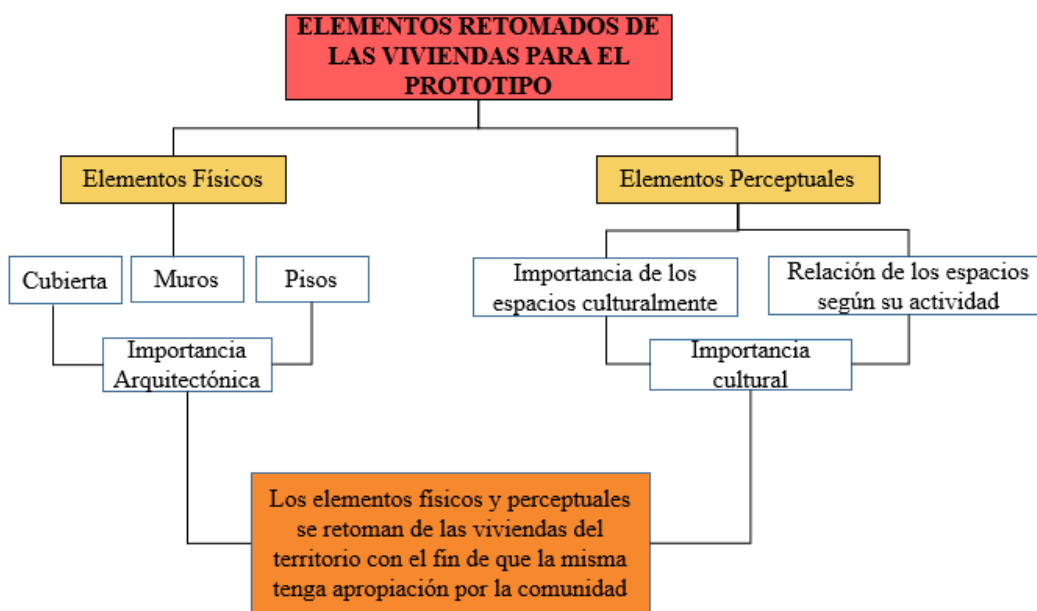 ELEMENTOS RETOMADOS DE
LAS VIVIENDAS PARA EL
PROTOTIPO
Elementos Físicos
Elementos Perceptuales
Cubierta
Muros
Pisos
Importancia de los
espacios culturalmente
Relación de los espacios
según su actividad
Importancia
Arquitectónica
Importancia
cultural
Los elementos físicos y perceptuales
se retoman de las viviendas del
territorio con el fin de que la misma
tenga apropiación por la comunidad